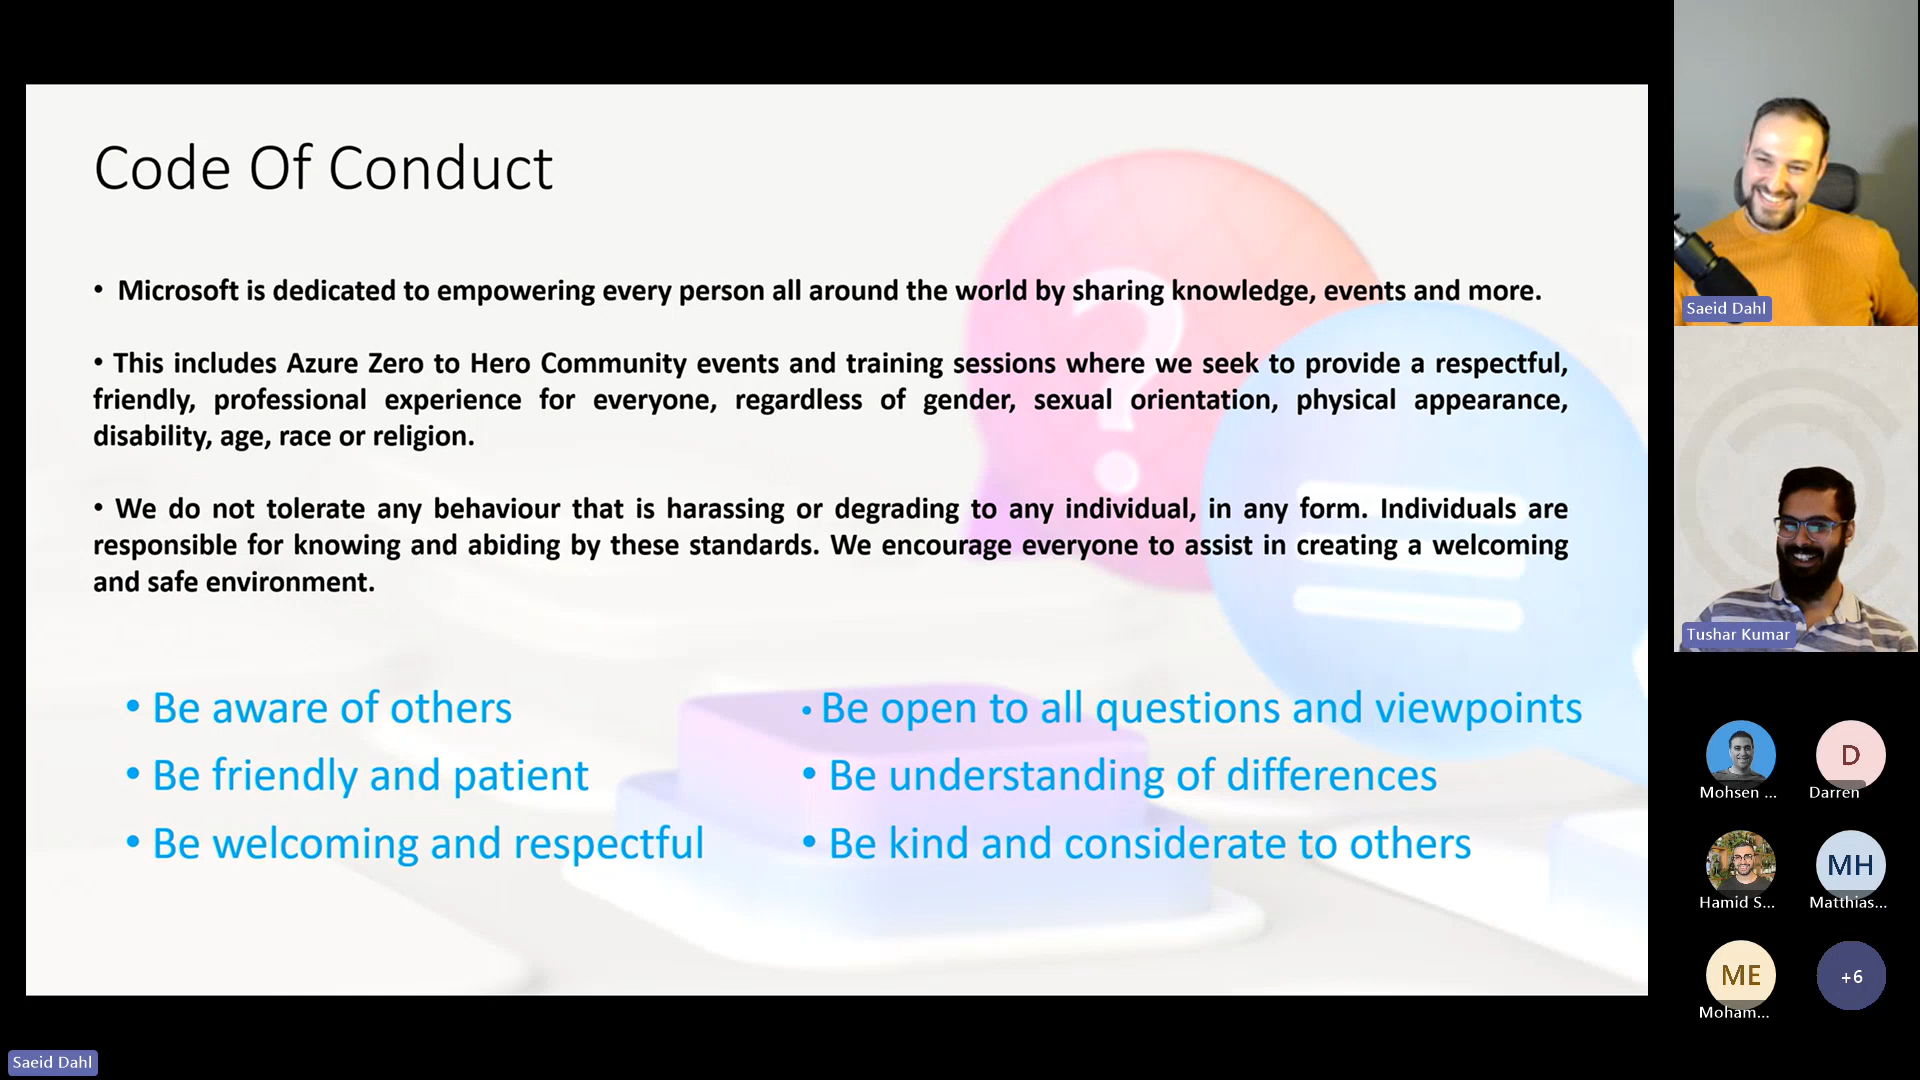 Code Of Conduct
• Microsoft is dedicated to empowering every person all around the world by sharing knowledge, events and more.
• This includes Azure Zero to Hero Community events and training sessions where we seek to provide a respectful,
friendly, professional experience for everyone, regardless of gender, sexual orientation, physical appearance,
disability, age, race or religion.
• We do not tolerate any behaviour that is harassing or degrading to any individual, in any form. Individuals are
responsible for knowing and abiding by these standards. We encourage everyone to assist in creating a welcoming
and safe environment.
• Be aware of others
• Be friendly and patient
• Be welcoming and respectful
• Be open to all questions and viewpoints
• Be understanding of differences
• Be kind and considerate to others
Saeid Dahl
Tushar Kumar
Mohsen ...
D
Darren
Hamid S...
MH
Matthias...
ME
Moham...
+6
Saeid Dahl